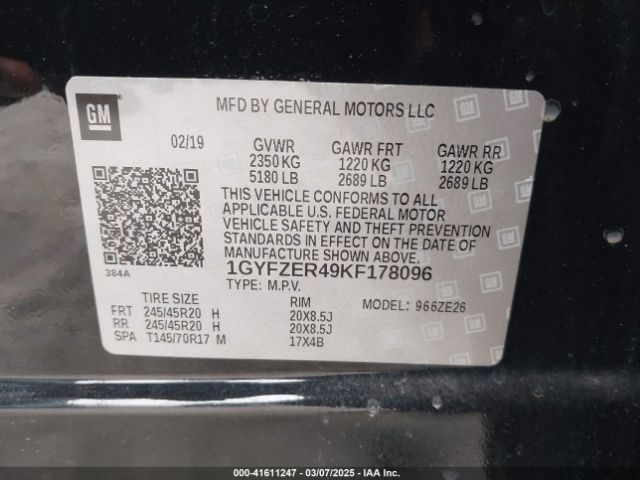 GM
MFD BY GENERAL MOTORS LLC
02/19 GVWR GAWR FRT GAWR RR
2350 KG 1220 KG 1220 KG
5180 LB 2689 LB 2689 LB
THIS VEHICLE CONFORMS TO ALL
APPLICABLE U.S. FEDERAL MOTOR
VEHICLE SAFETY AND THEFT PREVENTION
STANDARDS IN EFFECT ON THE DATE OF
MANUFACTURE SHOWN ABOVE.
384A
1GYFZER49KF178096
TYPE: M.P.V.
TIRE SIZE RIM MODEL: 966ZE26
FRT 245/45R20 H 20X8.5J
RR 245/45R20 H 20X8.5J
SPA T145/70R17 M 17X4B
000-41611247 | 03/07/2025 | IAA Inc.